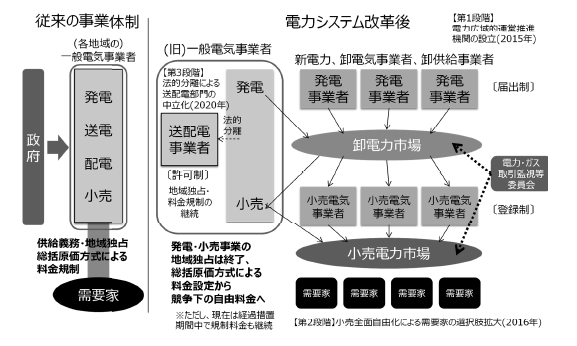 従来の事業体制
(各地域の)
一般電気事業者
政府
発電
送電
配電
小売
供給義務・地域独占
総括原価方式による
料金規制
需要家
電力システム改革後
【第1段階】
電力広域的運営推進
機関の設立(2015年)
(旧)一般電気事業者
【第3段階】
法的分離による
送配電部門の
中立化(2020年)
発電
法的
分離
送配電
事業者
[許可制]
地域独占・
料金規制の
継続
小売
発電・小売事業の
地域独占は終了、
総括原価方式による
料金設定から
競争下の自由料金へ
※ただし、現在は経過措置
期間中で規制料金も継続
新電力、卸電気事業者、卸供給事業者
発電
事業者
発電
事業者
発電
事業者
〔届出制〕
卸電力市場
電力・ガス
取引監視等
委員会
小売電気
事業者
小売電気
事業者
小売電気
事業者
〔登録制〕
小売電力市場
需要家
需要家
需要家
需要家
【第2段階】小売全面自由化による需要家の選択肢拡大(2016年)